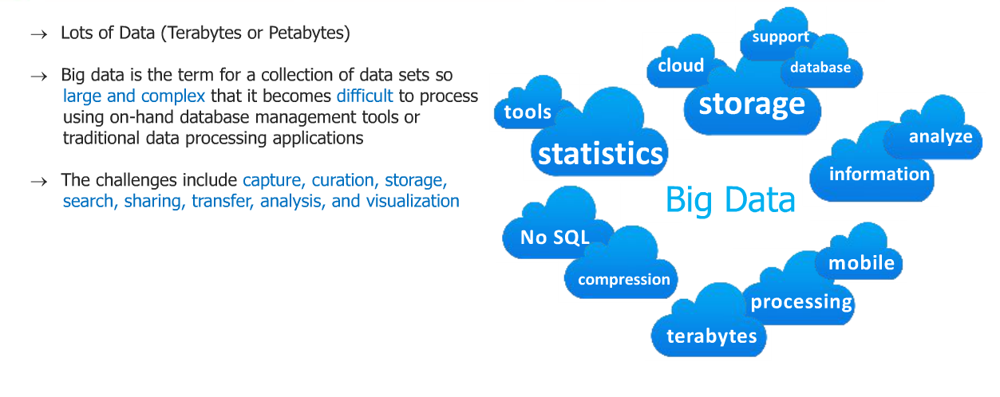 → Lots of Data (Terabytes or Petabytes)
→ Big data is the term for a collection of data sets so
large and complex that it becomes difficult to process
using on-hand database management tools or
traditional data processing applications
→ The challenges include capture, curation, storage,
search, sharing, transfer, analysis, and visualization
support
cloud
database
storage
tools
statistics
analyze
information
Big Data
No SQL
compression
mobile
processing
terabytes